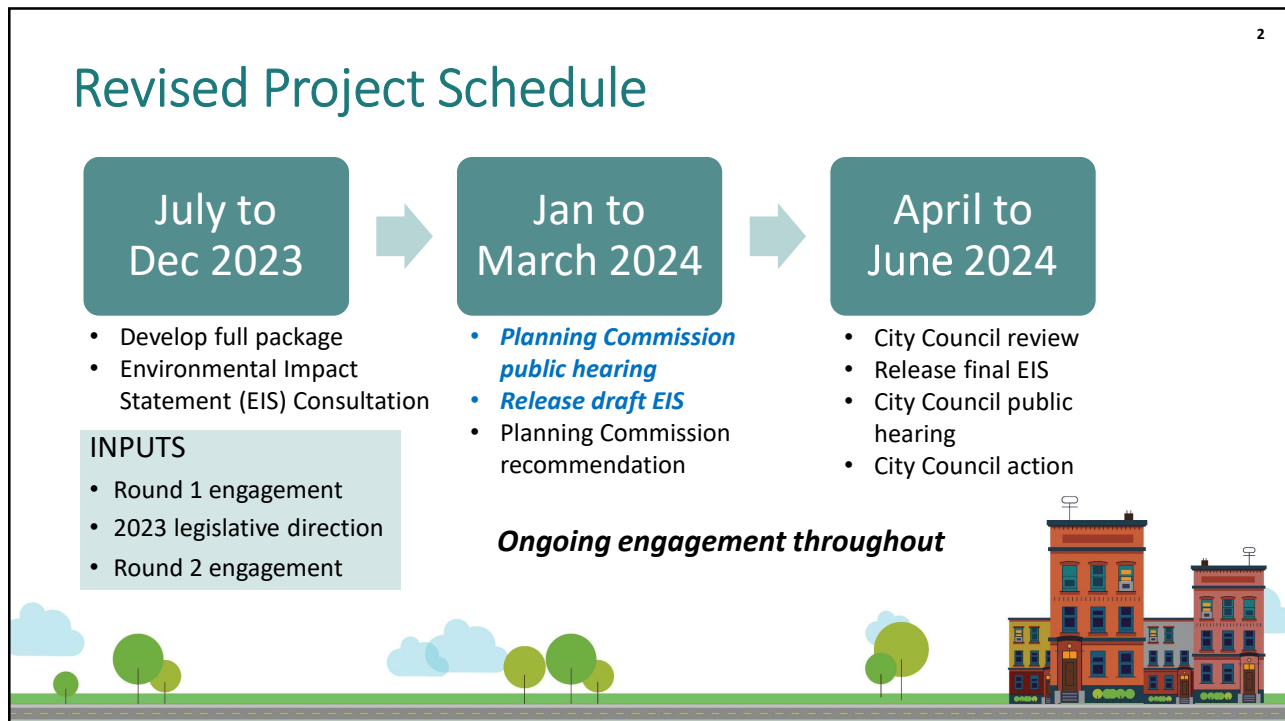 2
Revised Project Schedule
July to
Dec 2023
• Develop full package
• Environmental Impact
Statement (EIS) Consultation
INPUTS
• Round 1 engagement
• 2023 legislative direction
• Round 2 engagement
Jan to
March 2024
• Planning Commission
public hearing
• Release draft EIS
• Planning Commission
recommendation
April to
June 2024
• City Council review
• Release final EIS
• City Council public
hearing
• City Council action
Ongoing engagement throughout